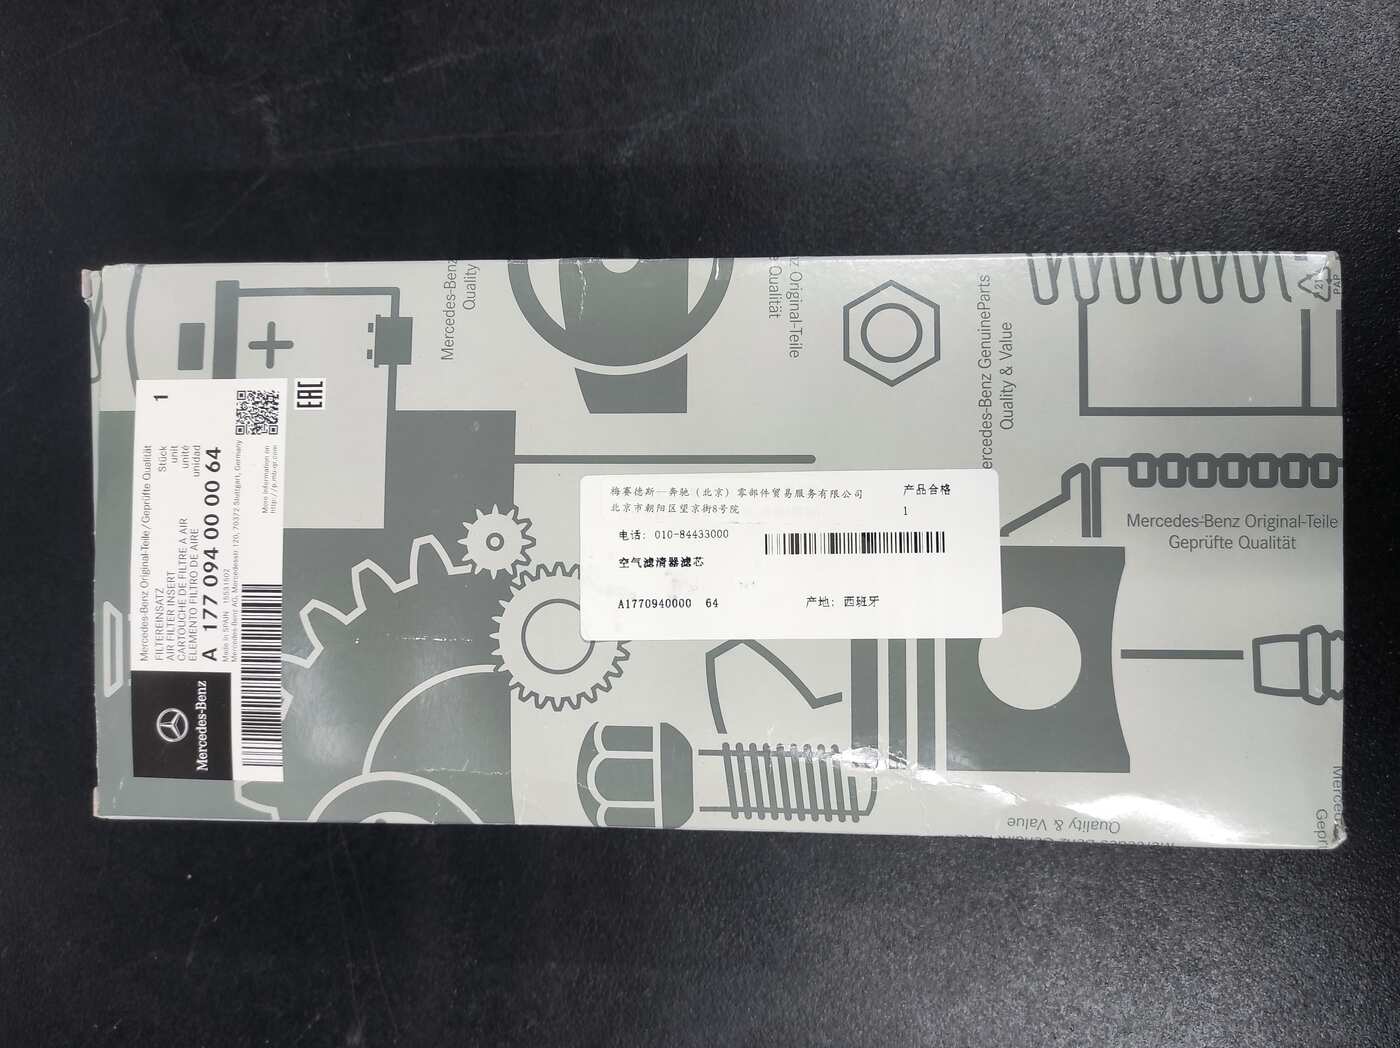 Mercedes-Benz Original-Teile/Geprüfte Qualität
FILTEREINSATZ
AIR FILTER INSERT
CARTOUCHE DE FILTRE A AIR
ELEMENTO FILTRO DE AIRE
Stück
unit
unité
unidad
1
A 177 094 00 00 64
Made in SPAIN
Mercedes-Benz AG, Mercedesstr. 120, 70372 Stuttgart, Germany
More information on
Mercedes-Benz
EAC
梅赛德斯—奔驰（北京）零部件贸易服务有限公司
北京市朝阳区望京街8号院
电话: 010-84433000
空气滤清器滤芯
A1770940000 64
产品合格
1
产地: 西班牙
Mercedes-Benz
Quality
z Original-Teile
e Qualität
ercedes-Benz GenuineParts
Quality & Value
Mercedes-Benz Original-Teile
Geprüfte Qualität
21
PAP
Quality & Value
Merced
Gepr